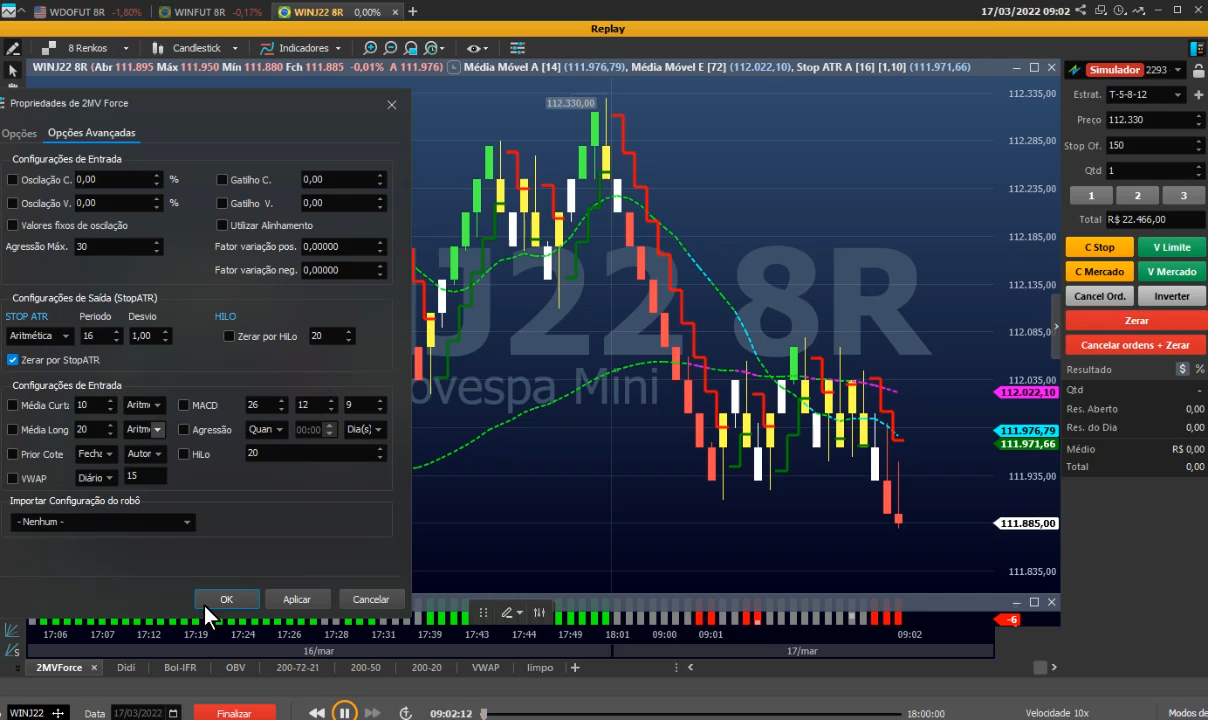 WDOFUT 8R -1,80% WINFUT 8R -0,17% WINJ22 8R 0,00% × + 17/03/2022 09:02
Replay
8 Renkos Candlestick Indicadores
WINJ22 8R (Abr 111.895 Máx 111.950 Mín 111.880 Fch 111.885 -0,01% A 111.976) Média Móvel A [14] (111.976,79), Média Móvel E [72] (112.022,10), Stop ATR A [16] [1,10] (111.971,66)
Propriedades de 2MV Force
Opções Opções Avançadas
Configurações de Entrada
Oscilação C. 0,00 % Gatilho C. 0,00
Oscilação V. 0,00 % Gatilho V. 0,00
Valores fixos de oscilação Utilizar Alinhamento
Agressão Máx. 30 Fator variação pos. 0,00000
Fator variação neg. 0,00000
Configurações de Saída (StopATR)
STOP ATR Periodo Desvio HILO
Aritmética 16 1,00 Zerar por HiLo 20
Zerar por StopATR
Configurações de Entrada
Média Curta 10 Aritm MACD 26 12 9
Média Long 20 Aritm Agressão Quan 00:00 Dia(s)
Prior Cote Feche Autor HiLo 20
VWAP Diário 15
Importar Configuração do robô
- Nenhum -
OK Aplicar Cancelar
112.330,00
NJ22 8R
ovespa Mini
112.335,00
112.285,00
112.235,00
112.185,00
112.135,00
112.085,00
112.035,00
112.022,10
111.976,79
111.971,66
111.935,00
111.885,00
111.835,00
-6
17:06 17:07 17:12 17:19 17:24 17:26 17:28 17:31 17:39 17:43 17:44 17:49 18:01 09:00 09:01 09:02
16/mar 17/mar
2MVForce × Didi Bol-IFR OBV 200-72-21 200-50 200-20 VWAP limpo +
WINJ22 Data 17/03/2022 Finalizar 09:02:12 18:00:00 Velocidade 10x Modos de
Simulador 2293
Estrat. T-5-8-12
Preço 112.330
Stop Of. 150
Qtd 1
1 2 3
Total R$ 22.466,00
C Stop V Limite
C Mercado V Mercado
Cancel Ord. Inverter
Zerar
Cancelar ordens + Zerar
Resultado $ %
Qtd -
Res. Aberto 0,00
Res. do Dia 0,00
Médio R$ 0,00
Total 0,00